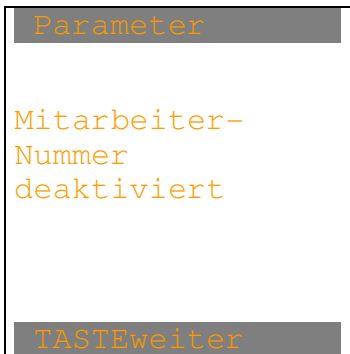 Parameter
Mitarbeiter-
Nummer
deaktiviert
TASTEweiter